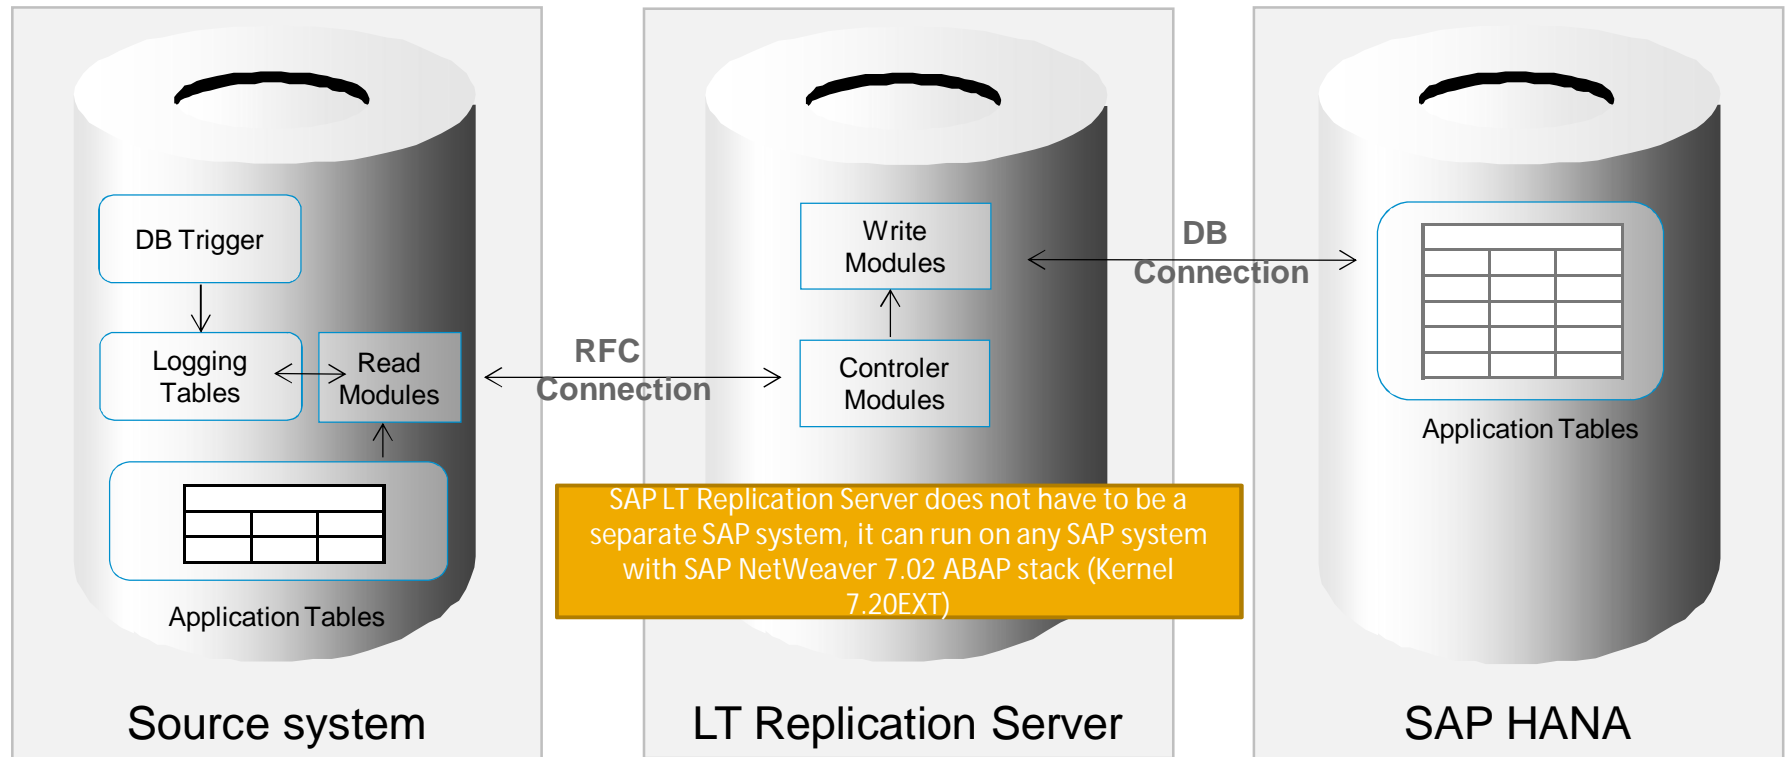 DB Trigger
Logging
Tables
Read
Modules
Application Tables
Source system
RFC
Connection
Write
Modules
Controler
Modules
SAP LT Replication Server does not have to be a
separate SAP system, it can run on any SAP system
with SAP NetWeaver 7.02 ABAP stack (Kernel
7.20EXT)
LT Replication Server
DB
Connection
Application Tables
SAP HANA